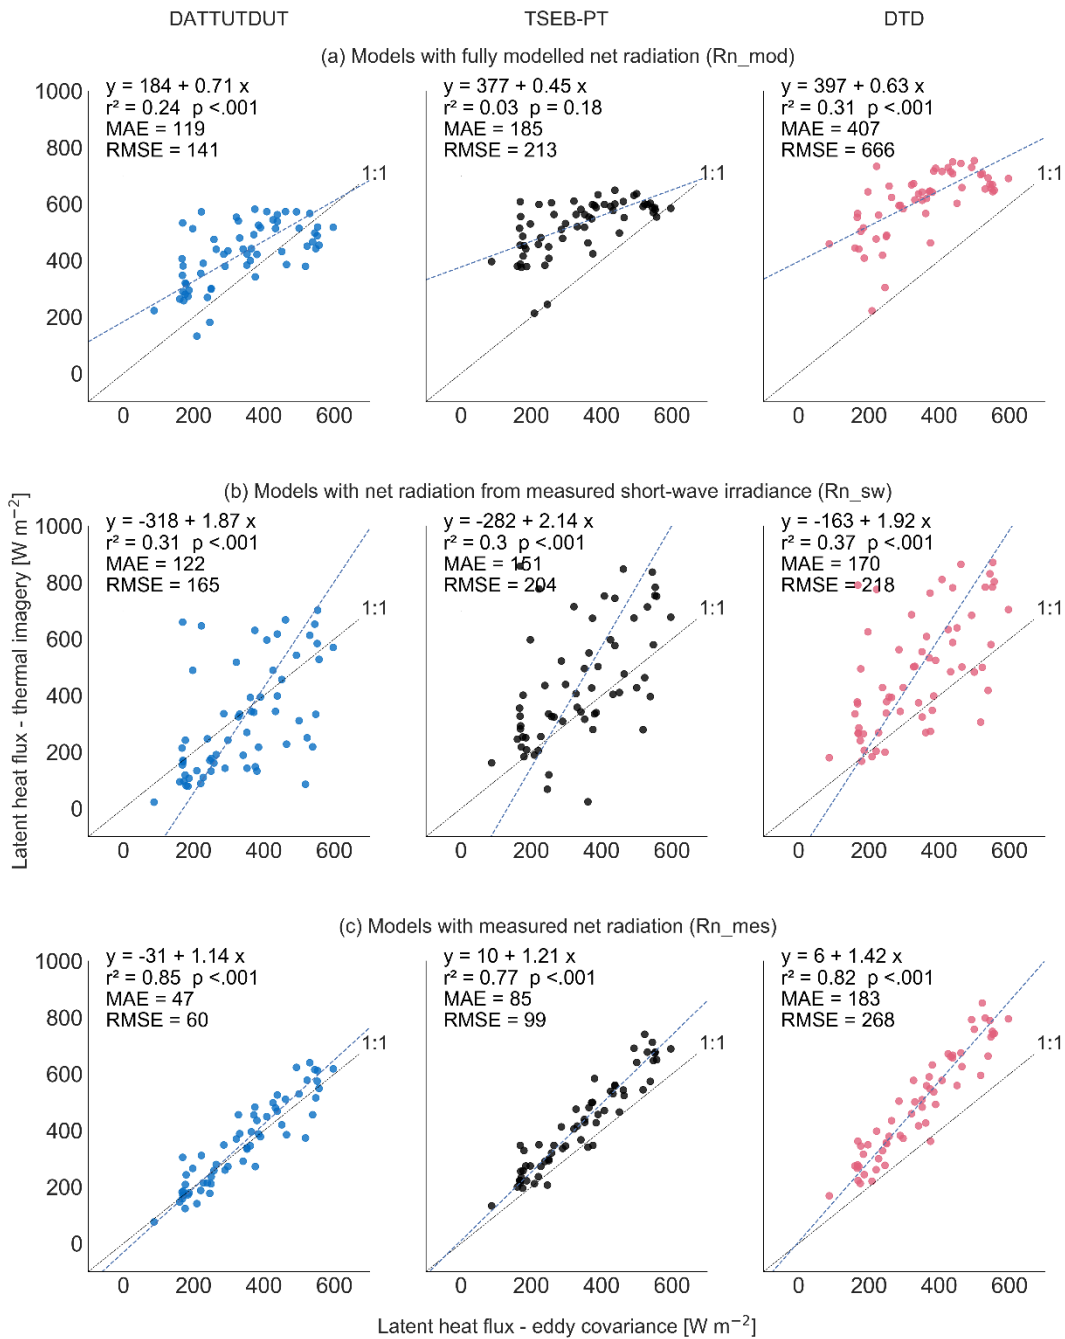 DATTUTDUT TSEB-PT DTD
(a) Models with fully modelled net radiation (Rn_mod)
y = 184 + 0.71 x
r² = 0.24 p <.001
MAE = 119
RMSE = 141
y = 377 + 0.45 x
r² = 0.03 p = 0.18
MAE = 185
RMSE = 213
y = 397 + 0.63 x
r² = 0.31 p <.001
MAE = 407
RMSE = 666
1:1
1:1
1:1
1000
800
600
400
200
0
0 200 400 600
0 200 400 600
0 200 400 600
Latent heat flux - thermal imagery [W m⁻²]
(b) Models with net radiation from measured short-wave irradiance (Rn_sw)
y = -318 + 1.87 x
r² = 0.31 p <.001
MAE = 122
RMSE = 165
y = -282 + 2.14 x
r² = 0.3 p <.001
MAE = 151
RMSE = 204
y = -163 + 1.92 x
r² = 0.37 p <.001
MAE = 170
RMSE = 218
1:1
1:1
1:1
1000
800
600
400
200
0
0 200 400 600
0 200 400 600
0 200 400 600
(c) Models with measured net radiation (Rn_mes)
y = -31 + 1.14 x
r² = 0.85 p <.001
MAE = 47
RMSE = 60
y = 10 + 1.21 x
r² = 0.77 p <.001
MAE = 85
RMSE = 99
y = 6 + 1.42 x
r² = 0.82 p <.001
MAE = 183
RMSE = 268
1:1
1:1
1:1
1000
800
600
400
200
0
0 200 400 600
0 200 400 600
0 200 400 600
Latent heat flux - eddy covariance [W m⁻²]